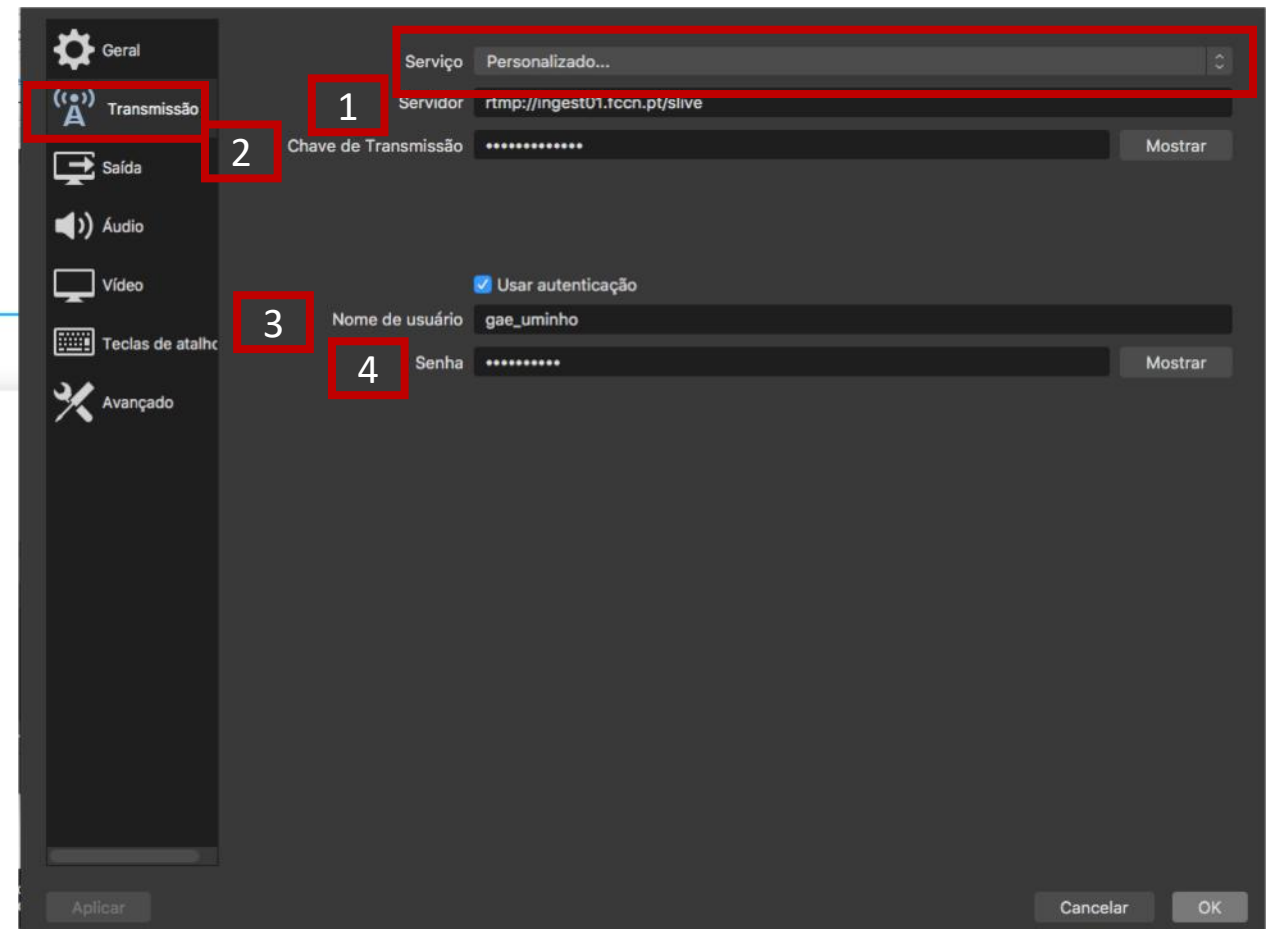 Geral
Transmissão
Saída
Áudio
Vídeo
Teclas de atalho
Avançado
Serviço Personalizado...
1 Servidor rtmp://ingest01.fccn.pt/slive
2 Chave de Transmissão ••••••••••••• Mostrar
Usar autenticação
3 Nome de usuário gae_uminho
4 Senha •••••••••• Mostrar
Aplicar Cancelar OK